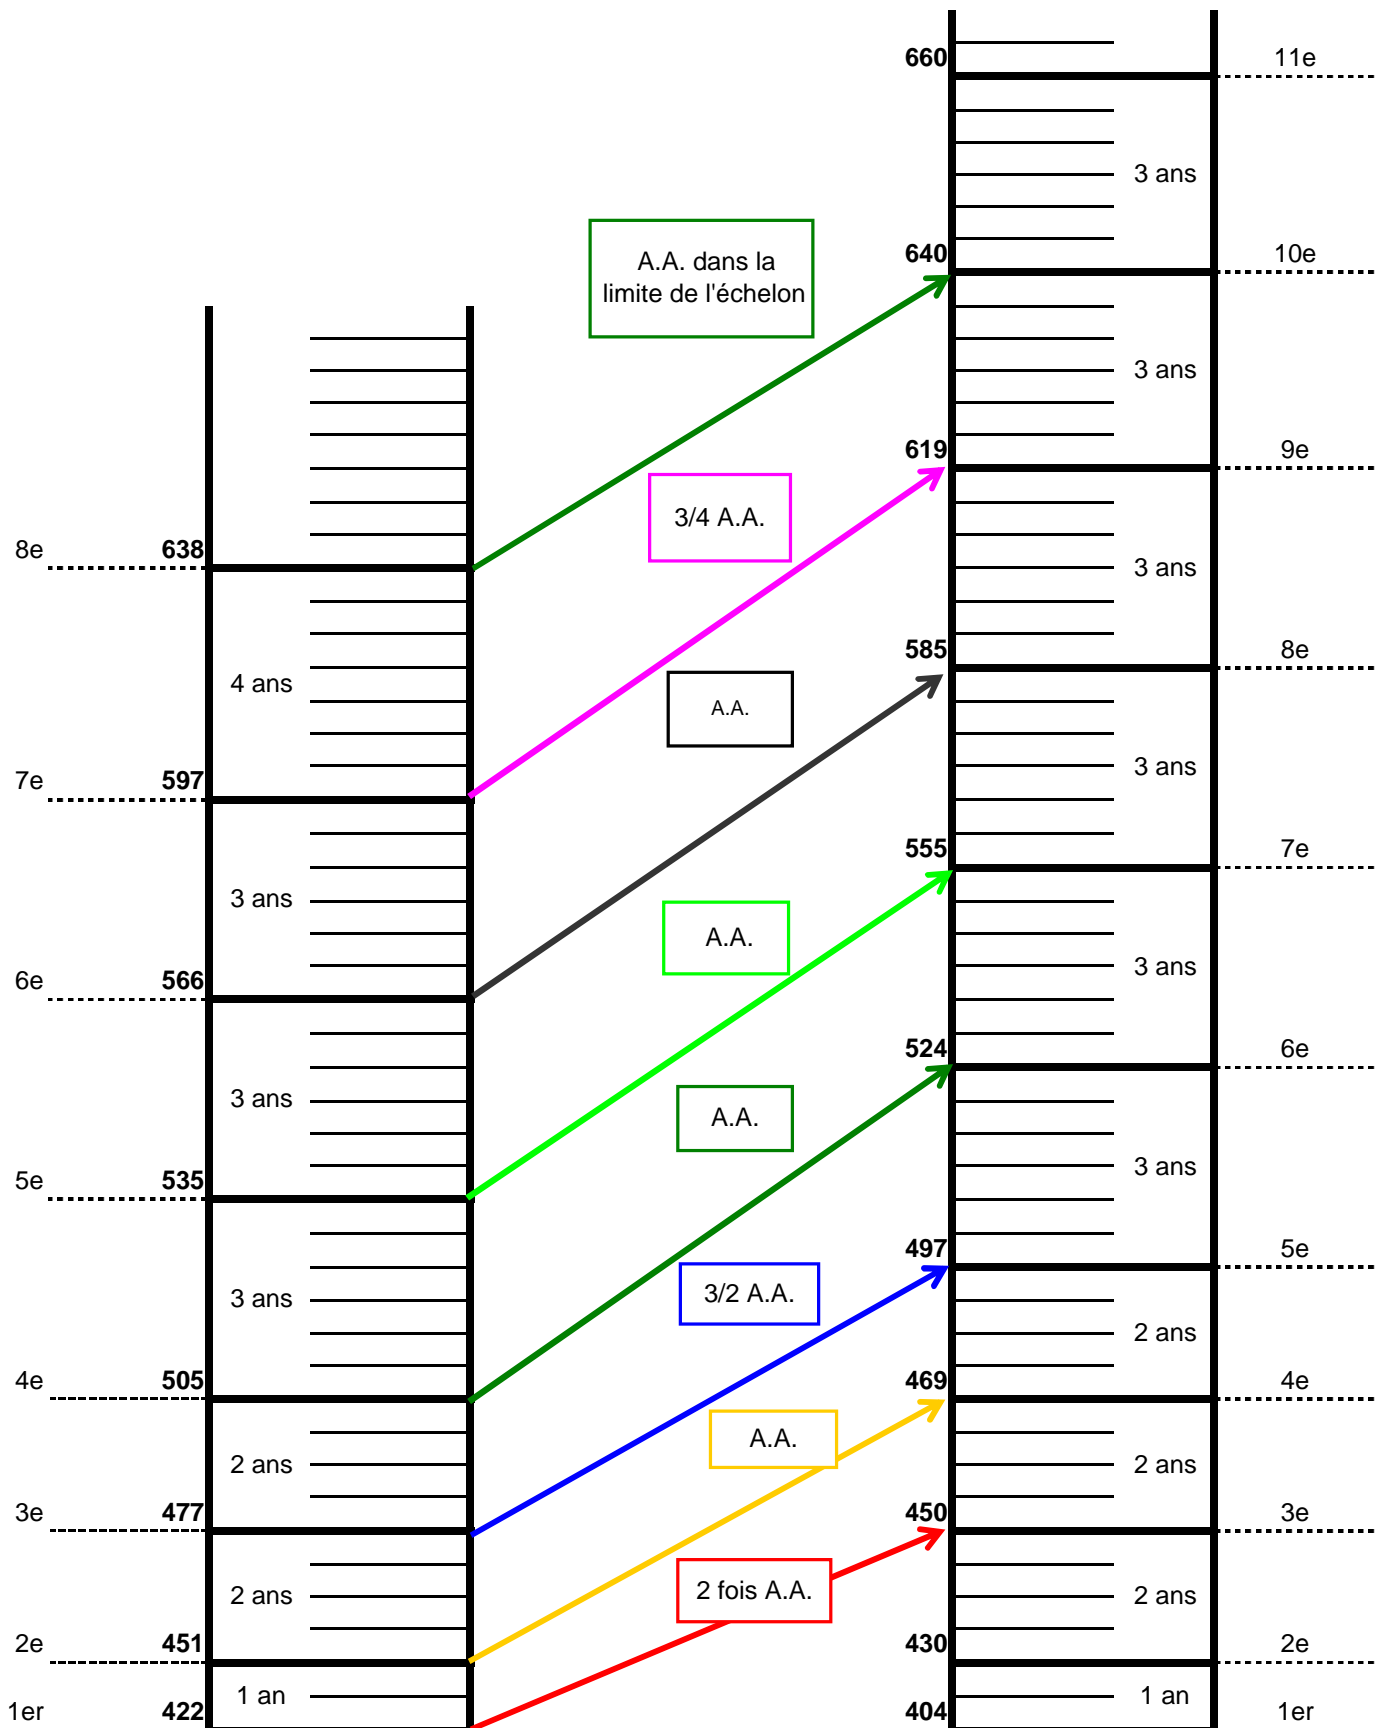 660
11e
3 ans
A.A. dans la
limite de l'échelon
640
10e
3 ans
619
9e
3/4 A.A.
8e
638
3 ans
585
8e
4 ans
A.A.
3 ans
7e
597
555
7e
3 ans
A.A.
3 ans
6e
566
524
6e
3 ans
A.A.
3 ans
5e
535
497
5e
3 ans
3/2 A.A.
2 ans
4e
505
469
4e
2 ans
A.A.
2 ans
3e
477
450
3e
2 ans
2 fois A.A.
2 ans
2e
451
430
2e
1 an
1 an
1er
422
404
1er